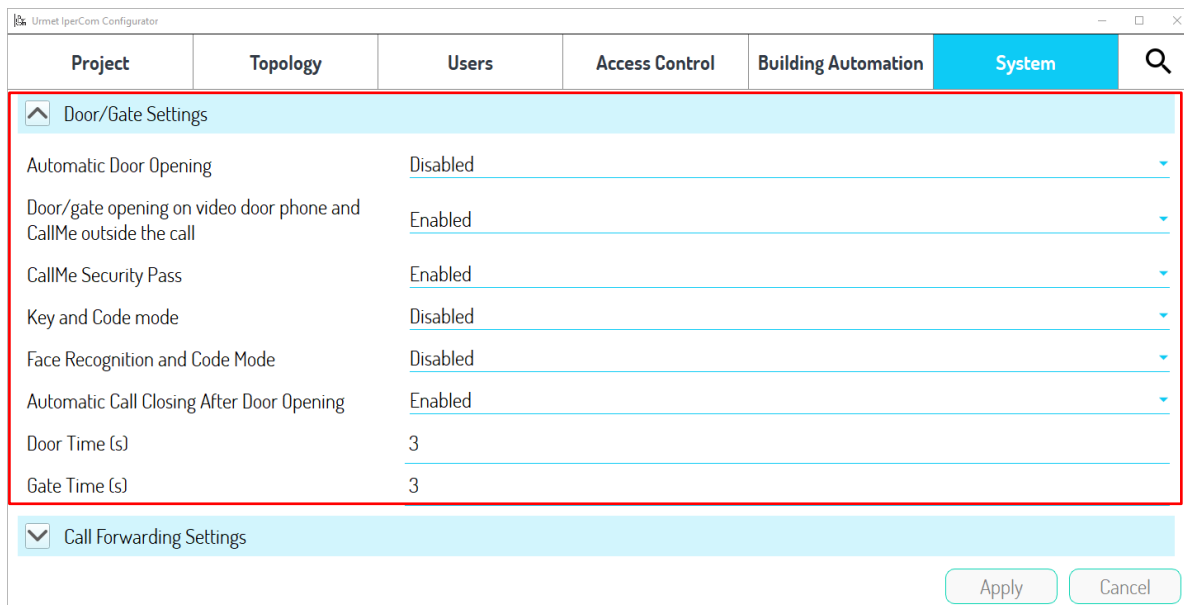 Urmet IperCom Configurator
Project Topology Users Access Control Building Automation System
Door/Gate Settings
Automatic Door Opening Disabled
Door/gate opening on video door phone and
CallMe outside the call Enabled
CallMe Security Pass Enabled
Key and Code mode Disabled
Face Recognition and Code Mode Disabled
Automatic Call Closing After Door Opening Enabled
Door Time (s) 3
Gate Time (s) 3
Call Forwarding Settings
Apply Cancel